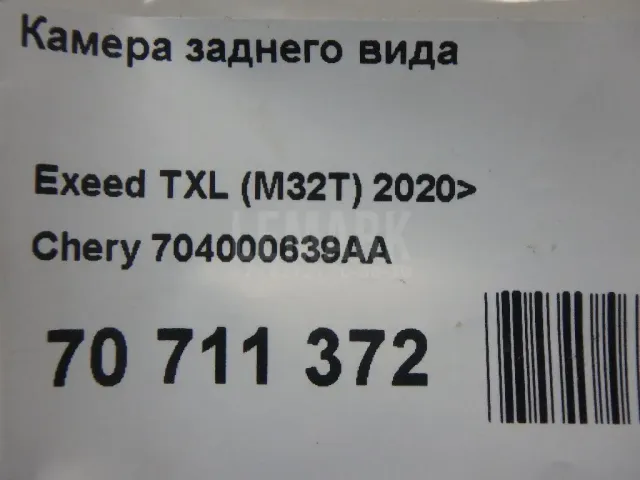 Камера заднего вида
Exeed TXL (M32T) 2020>
Chery 704000639AA
70 711 372